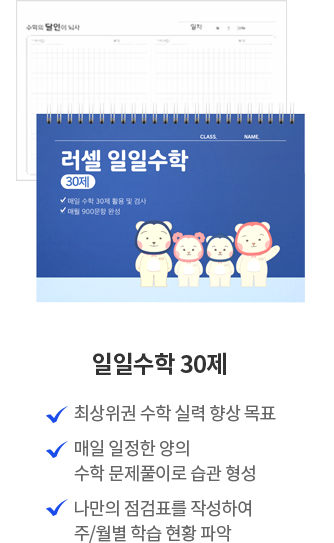 수학의 달인이 되자
일차
CLASS.
NAME.
러셀 일일수학
30제
매일 수학 30제 활용 및 검사
매월 900문항 완성
일일수학 30제
최상위권 수학 실력 향상 목표
매일 일정한 양의
수학 문제풀이로 습관 형성
나만의 점검표를 작성하여
주/월별 학습 현황 파악